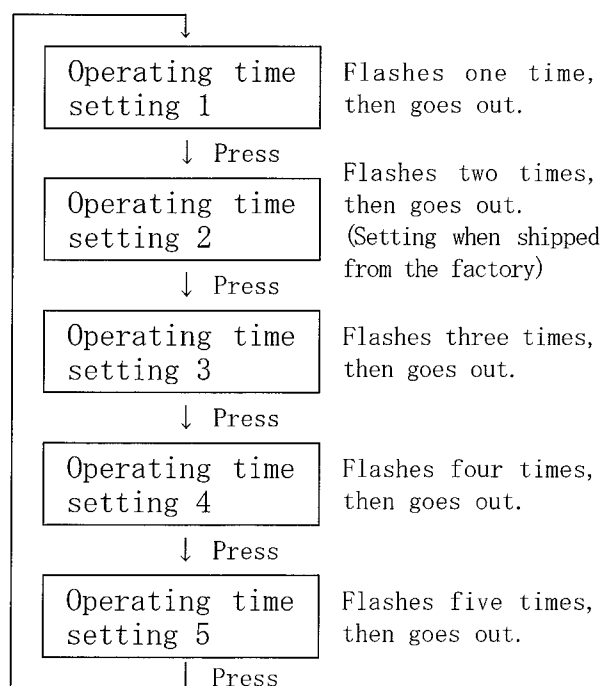 ↓
Operating time
setting 1
Flashes one time,
then goes out.
↓ Press
Operating time
setting 2
Flashes two times,
then goes out.
(Setting when shipped
from the factory)
↓ Press
Operating time
setting 3
Flashes three times,
then goes out.
↓ Press
Operating time
setting 4
Flashes four times,
then goes out.
↓ Press
Operating time
setting 5
Flashes five times,
then goes out.
Press